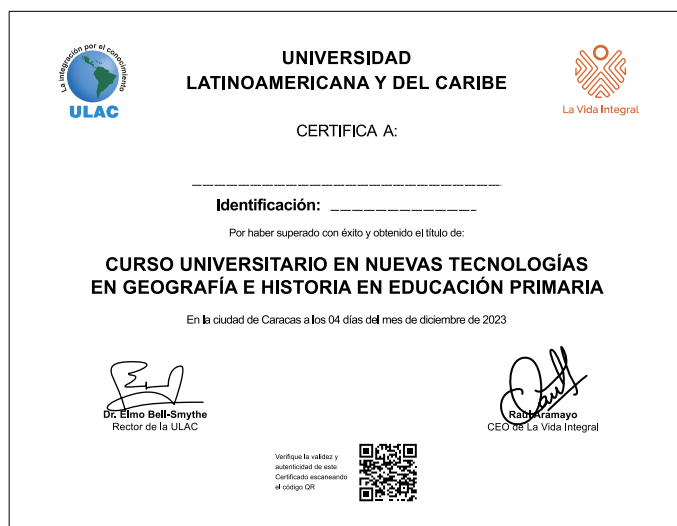 La integración por el conocimiento
ULAC
UNIVERSIDAD
LATINOAMERICANA Y DEL CARIBE
La Vida Integral
CERTIFICA A:
Identificación:
Por haber superado con éxito y obtenido el título de:
CURSO UNIVERSITARIO EN NUEVAS TECNOLOGÍAS
EN GEOGRAFÍA E HISTORIA EN EDUCACIÓN PRIMARIA
En la ciudad de Caracas a los 04 días del mes de diciembre de 2023
Dr. Elmo Bell-Smythe
Rector de la ULAC
Raúl Aramayo
CEO de La Vida Integral
Verifique la validez y
autenticidad de este
Certificado escaneando
el código QR